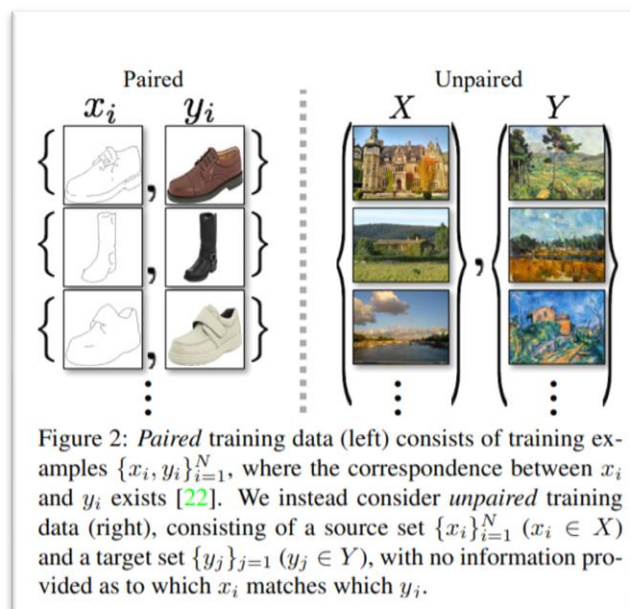 Paired
Unpaired
xᵢ yᵢ
X Y
{ , }
{ , }
{ , }
( ) , ( )
⋮ ⋮ ⋮
Figure 2: Paired training data (left) consists of training ex-
amples {xᵢ, yᵢ}ᴺᵢ₌₁, where the correspondence between xᵢ
and yᵢ exists [22]. We instead consider unpaired training
data (right), consisting of a source set {xᵢ}ᴺᵢ₌₁ (xᵢ ∈ X)
and a target set {yⱼ}ⱼ₌₁ (yⱼ ∈ Y), with no information pro-
vided as to which xᵢ matches which yⱼ.